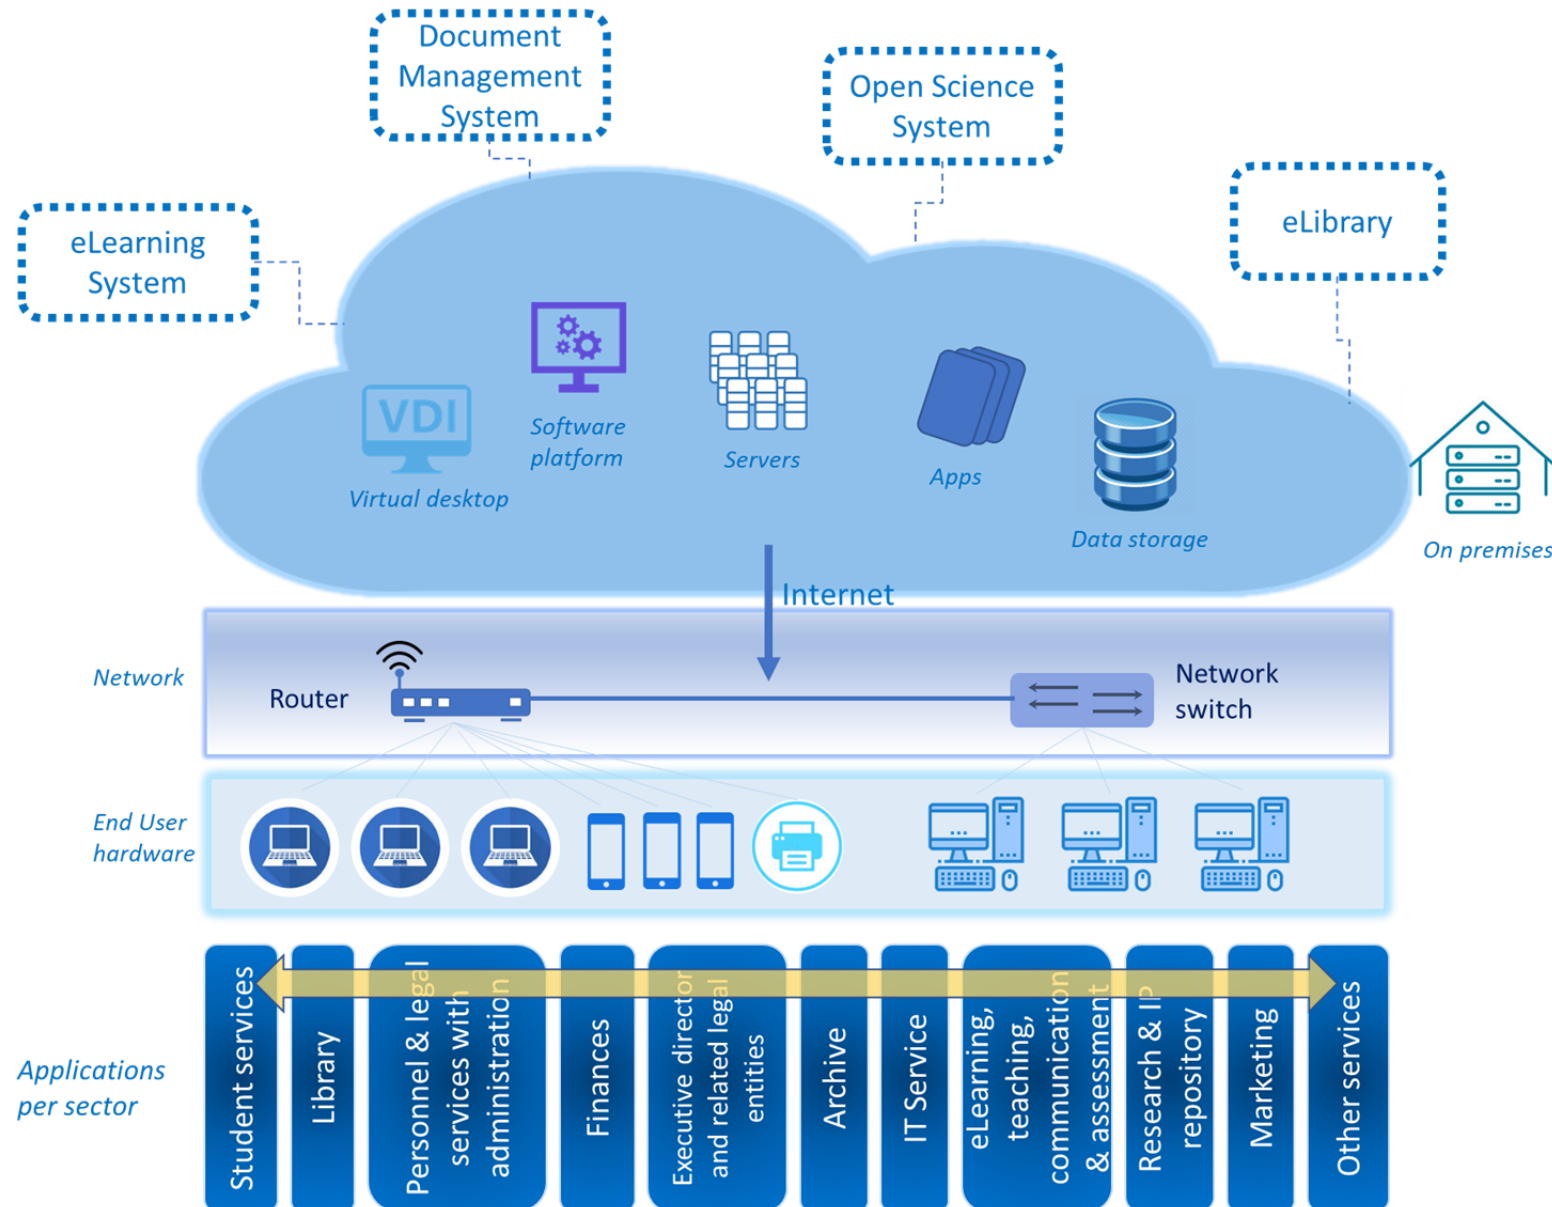 Document
Management
System
Open Science
System
eLibrary
eLearning
System
VDI
Virtual desktop
Software
platform
Servers
Apps
Data storage
On premises
Internet
Network
Router
Network
switch
End User
hardware
Applications
per sector
Student services
Library
Personnel & legal
services with
administration
Finances
Executive director
and related legal
entities
Archive
IT Service
eLearning,
teaching,
communication
& assessment
Research & IP
repository
Marketing
Other services